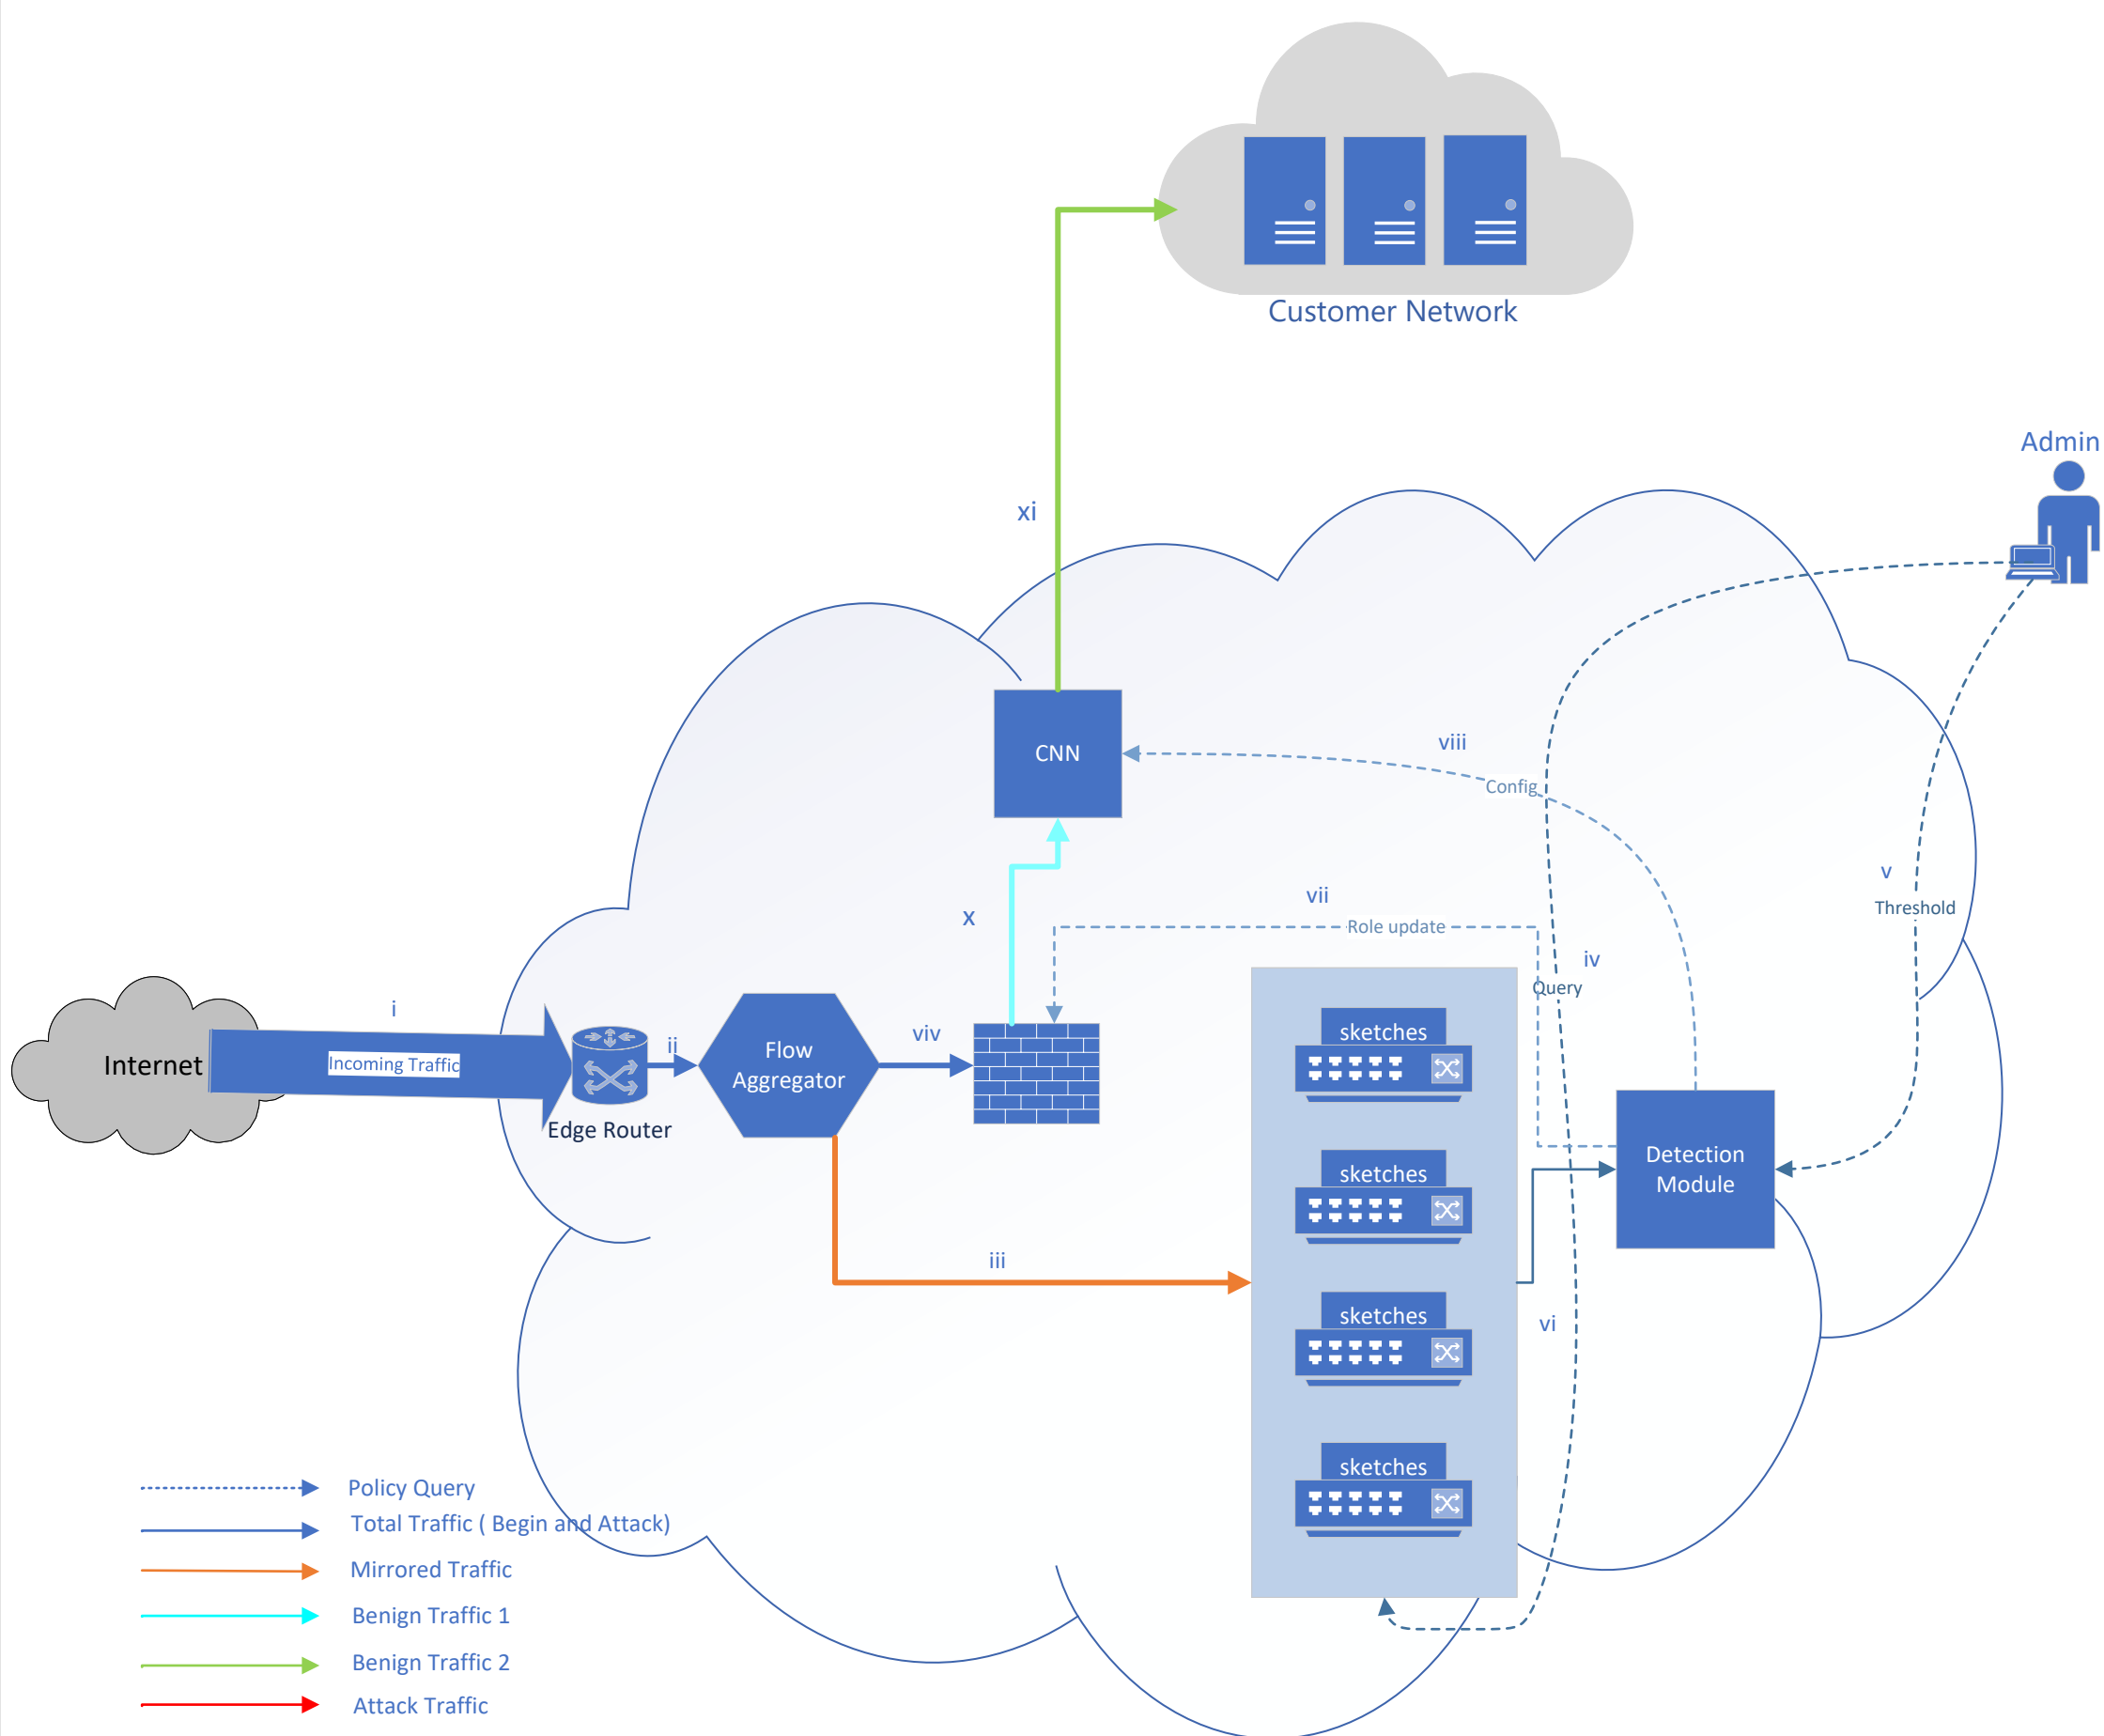 Customer Network
Admin
xi
CNN
viii
Config
v
Threshold
vii
Role update
x
iv
Query
i
Internet
Incoming Traffic
ii
Edge Router
Flow
Aggregator
viv
sketches
sketches
sketches
sketches
Detection
Module
iii
vi
Policy Query
Total Traffic ( Begin and Attack)
Mirrored Traffic
Benign Traffic 1
Benign Traffic 2
Attack Traffic